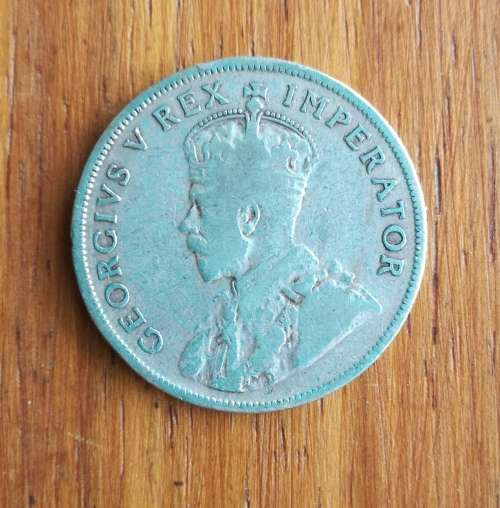 GEORGIVS V REX IMPERATOR